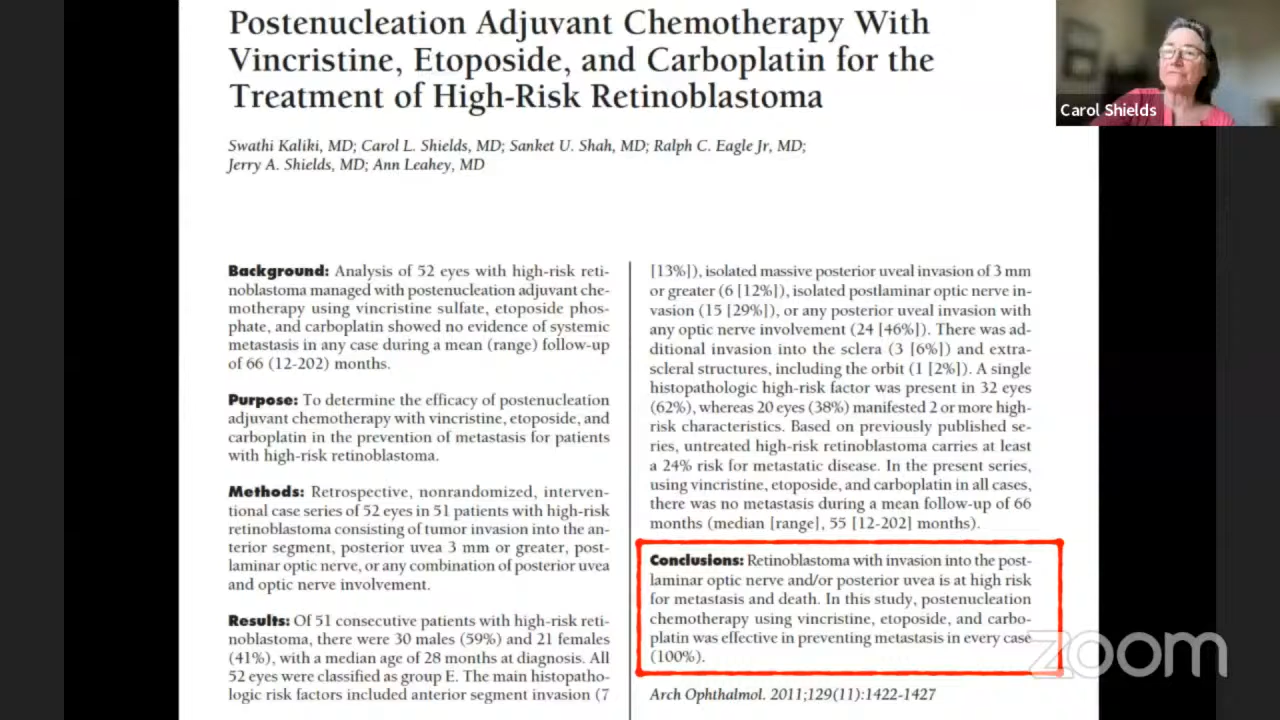 Postenucleation Adjuvant Chemotherapy With
Vincristine, Etoposide, and Carboplatin for the
Treatment of High-Risk Retinoblastoma
Swathi Kaliki, MD; Carol L. Shields, MD; Sanket U. Shah, MD; Ralph C. Eagle Jr, MD;
Jerry A. Shields, MD; Ann Leahey, MD
Background: Analysis of 52 eyes with high-risk reti-
noblastoma managed with postenucleation adjuvant che-
motherapy using vincristine sulfate, etoposide phos-
phate, and carboplatin showed no evidence of systemic
metastasis in any case during a mean (range) follow-up
of 66 (12-202) months.
Purpose: To determine the efficacy of postenucleation
adjuvant chemotherapy with vincristine, etoposide, and
carboplatin in the prevention of metastasis for patients
with high-risk retinoblastoma.
Methods: Retrospective, nonrandomized, interven-
tional case series of 52 eyes in 51 patients with high-risk
retinoblastoma consisting of tumor invasion into the an-
terior segment, posterior uvea 3 mm or greater, post-
laminar optic nerve, or any combination of posterior uvea
and optic nerve involvement.
Results: Of 51 consecutive patients with high-risk reti-
noblastoma, there were 30 males (59%) and 21 females
(41%), with a median age of 28 months at diagnosis. All
52 eyes were classified as group E. The main histopatho-
logic risk factors included anterior segment invasion (7
[13%]), isolated massive posterior uveal invasion of 3 mm
or greater (6 [12%]), isolated postlaminar optic nerve in-
vasion (15 [29%]), or any posterior uveal invasion with
any optic nerve involvement (24 [46%]). There was ad-
ditional invasion into the sclera (3 [6%]) and extra-
scleral structures, including the orbit (1 [2%]). A single
histopathologic high-risk factor was present in 32 eyes
(62%), whereas 20 eyes (38%) manifested 2 or more high-
risk characteristics. Based on previously published se-
ries, untreated high-risk retinoblastoma carries at least
a 24% risk for metastatic disease. In the present series,
using vincristine, etoposide, and carboplatin in all cases,
there was no metastasis during a mean follow-up of 66
months (median [range], 55 [12-202] months).
Conclusions: Retinoblastoma with invasion into the post-
laminar optic nerve and/or posterior uvea is at high risk
for metastasis and death. In this study, postenucleation
chemotherapy using vincristine, etoposide, and carbo-
platin was effective in preventing metastasis in every case
(100%).
Arch Ophthalmol. 2011;129(11):1422-1427
Carol Shields
zoom